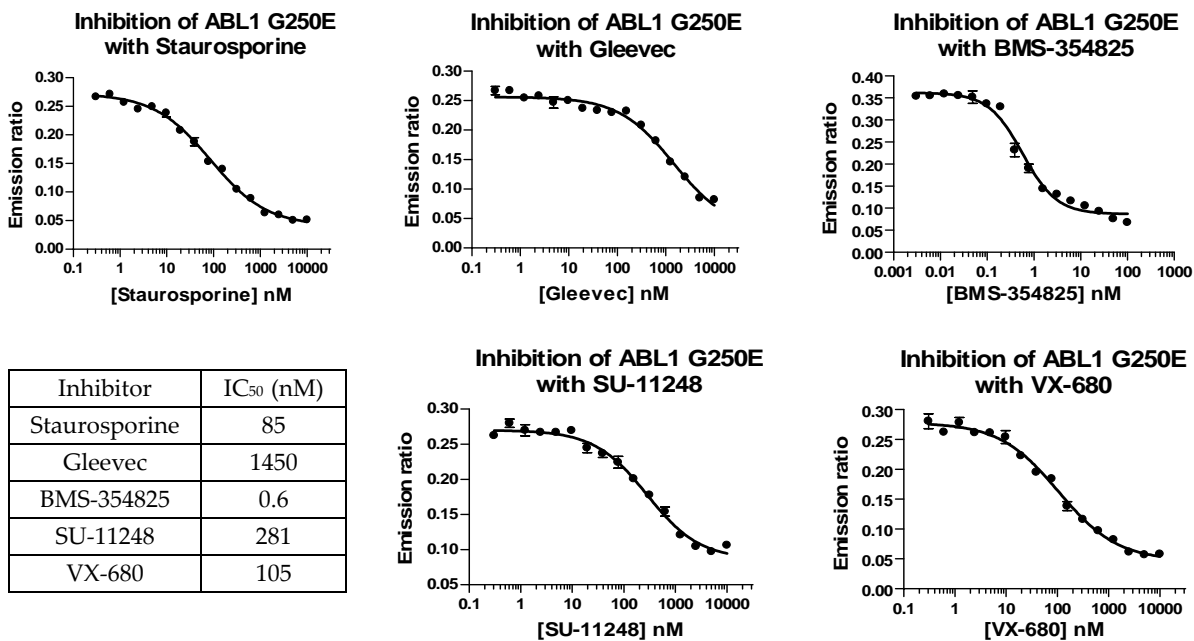 Inhibition of ABL1 G250E
with Staurosporine
Emission ratio
0.30
0.25
0.20
0.15
0.10
0.05
0.00
0.1 1 10 100 1000 10000
[Staurosporine] nM
Inhibition of ABL1 G250E
with Gleevec
Emission ratio
0.30
0.25
0.20
0.15
0.10
0.05
0.00
0.1 1 10 100 1000 10000
[Gleevec] nM
Inhibition of ABL1 G250E
with BMS-354825
Emission ratio
0.40
0.35
0.30
0.25
0.20
0.15
0.10
0.05
0.00
0.001 0.01 0.1 1 10 100 1000
[BMS-354825] nM
Inhibitor IC50 (nM)
Staurosporine 85
Gleevec 1450
BMS-354825 0.6
SU-11248 281
VX-680 105
Inhibition of ABL1 G250E
with SU-11248
Emission ratio
0.30
0.25
0.20
0.15
0.10
0.05
0.1 1 10 100 1000 10000
[SU-11248] nM
Inhibition of ABL1 G250E
with VX-680
Emission ratio
0.30
0.25
0.20
0.15
0.10
0.05
0.00
0.1 1 10 100 1000 10000
[VX-680] nM